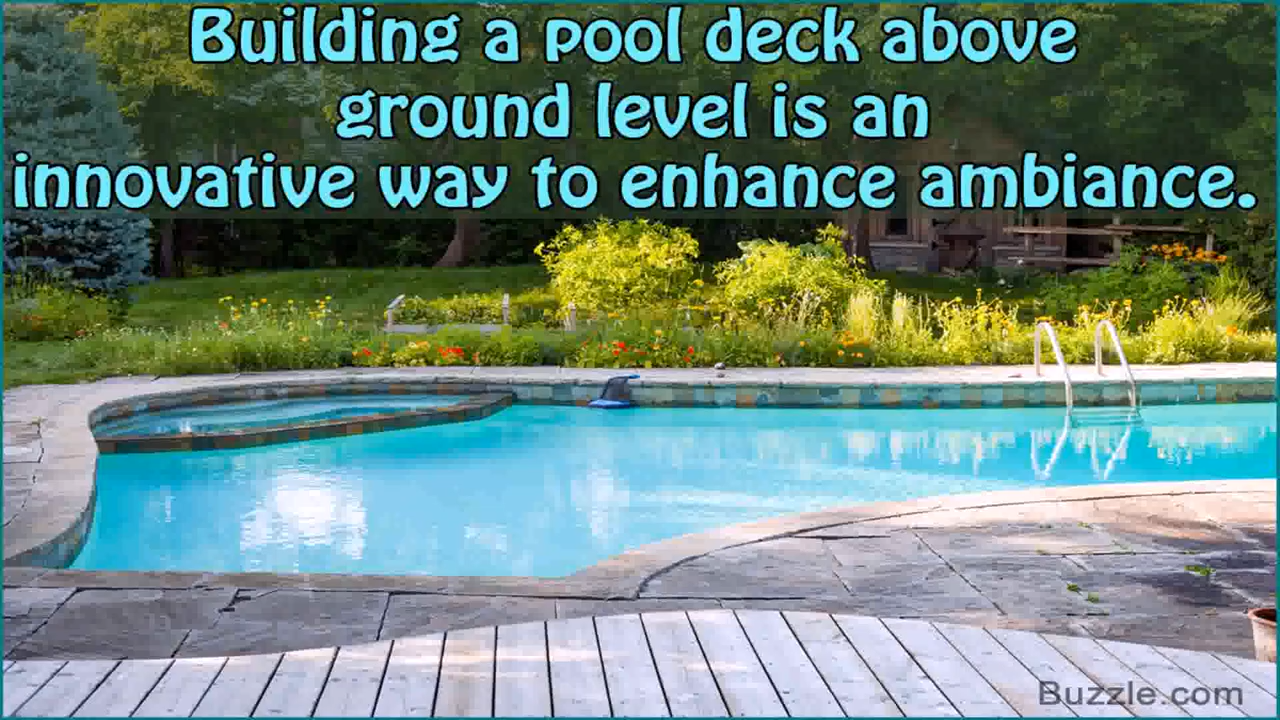 Building a pool deck above
ground level is an
innovative way to enhance ambiance.
Buzzle.com